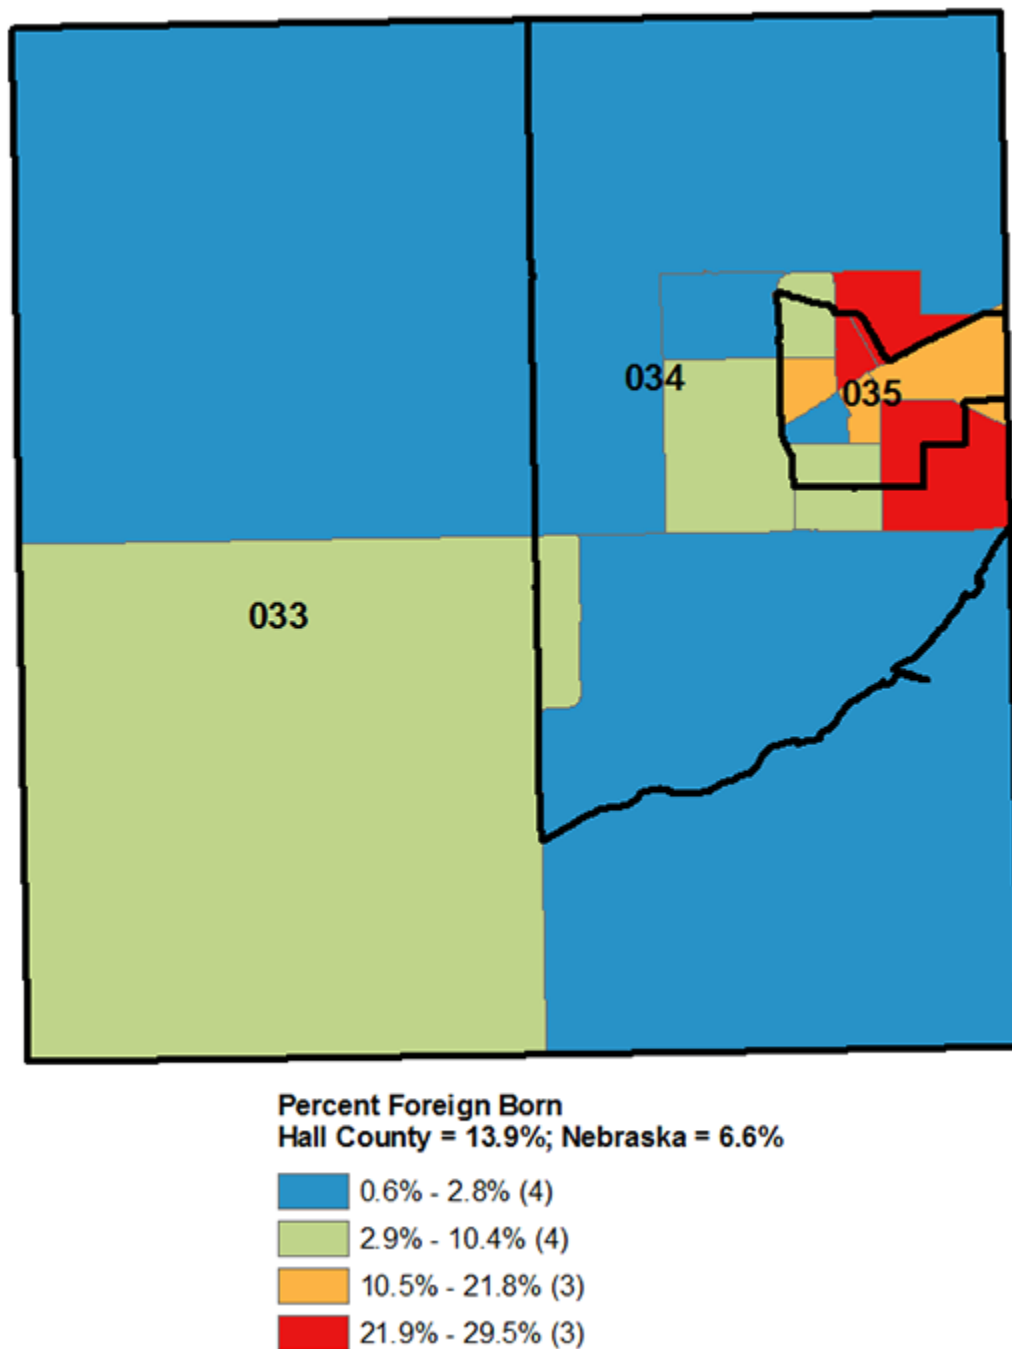 034
035
033
Percent Foreign Born
Hall County = 13.9%; Nebraska = 6.6%
0.6% - 2.8% (4)
2.9% - 10.4% (4)
10.5% - 21.8% (3)
21.9% - 29.5% (3)